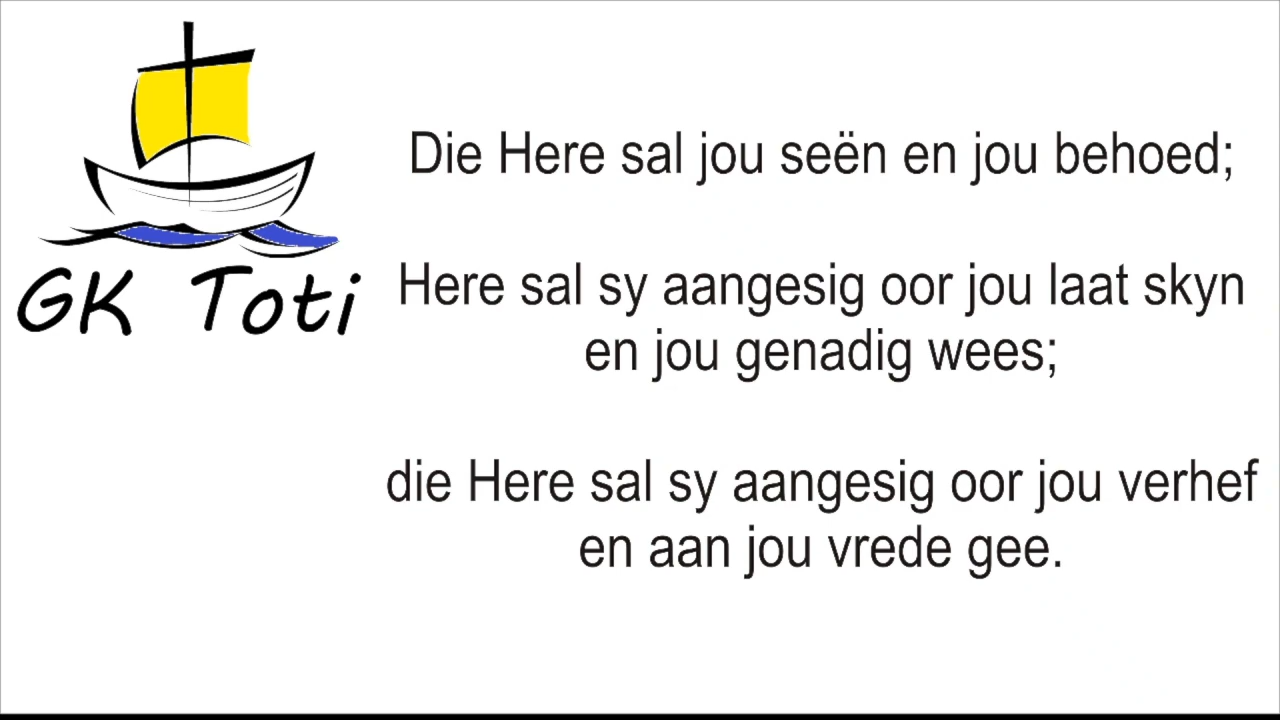 GK Toti
Die Here sal jou seën en jou behoed;
Here sal sy aangesig oor jou laat skyn
en jou genadig wees;
die Here sal sy aangesig oor jou verhef
en aan jou vrede gee.